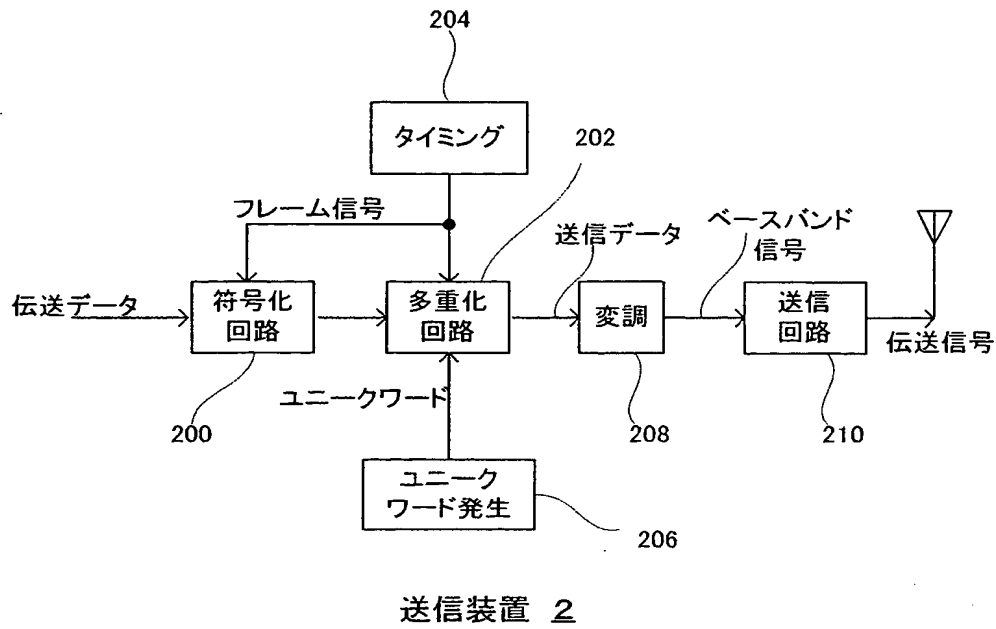 204
タイミング
202
フレーム信号
送信データ
ベースバンド
信号
伝送データ
符号化
回路
多重化
回路
変調
送信
回路
伝送信号
ユニークワード
200
208
210
ユニーク
ワード発生
206
送信装置 2